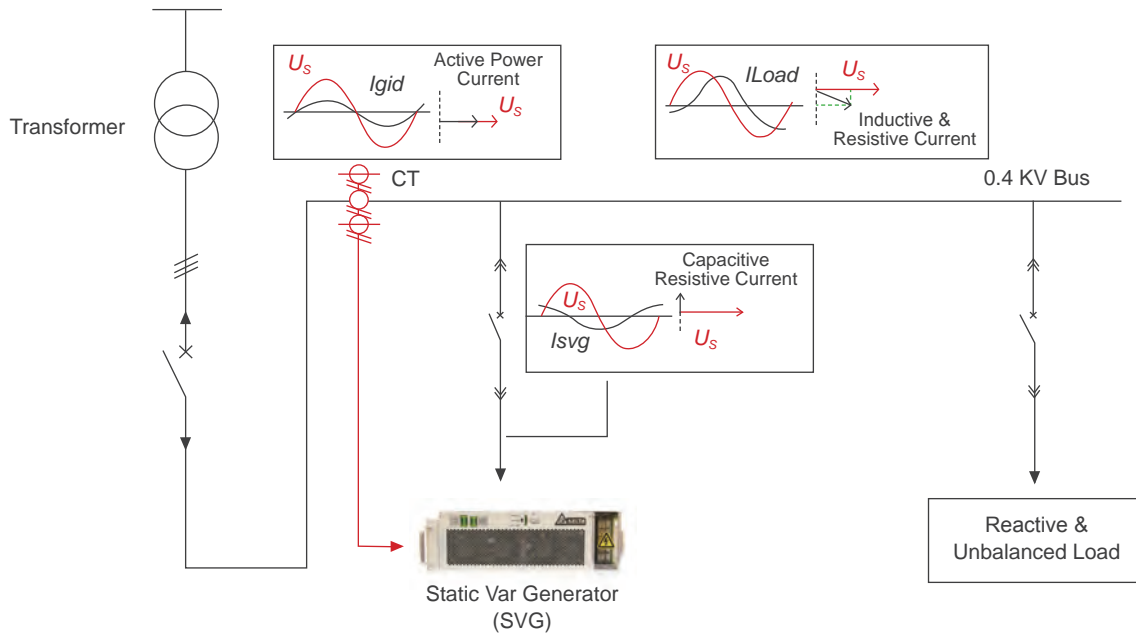 U_S
Igid
Active Power
Current
U_S
U_S
ILoad
U_S
Inductive &
Resistive Current
Transformer
CT
0.4 KV Bus
Capacitive
Resistive Current
U_S
Isvg
U_S
Static Var Generator
(SVG)
Reactive &
Unbalanced Load